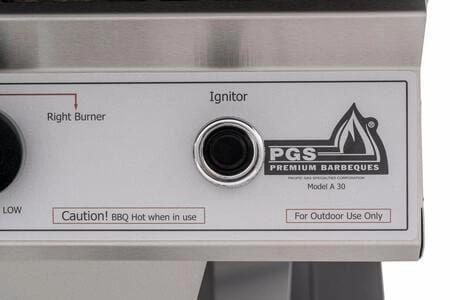 Ignitor
Right Burner
PGS®
PREMIUM BARBEQUES
PACIFIC GAS SPECIALTIES CORPORATION
Model A 30
LOW
Caution! BBQ Hot when in use
For Outdoor Use Only